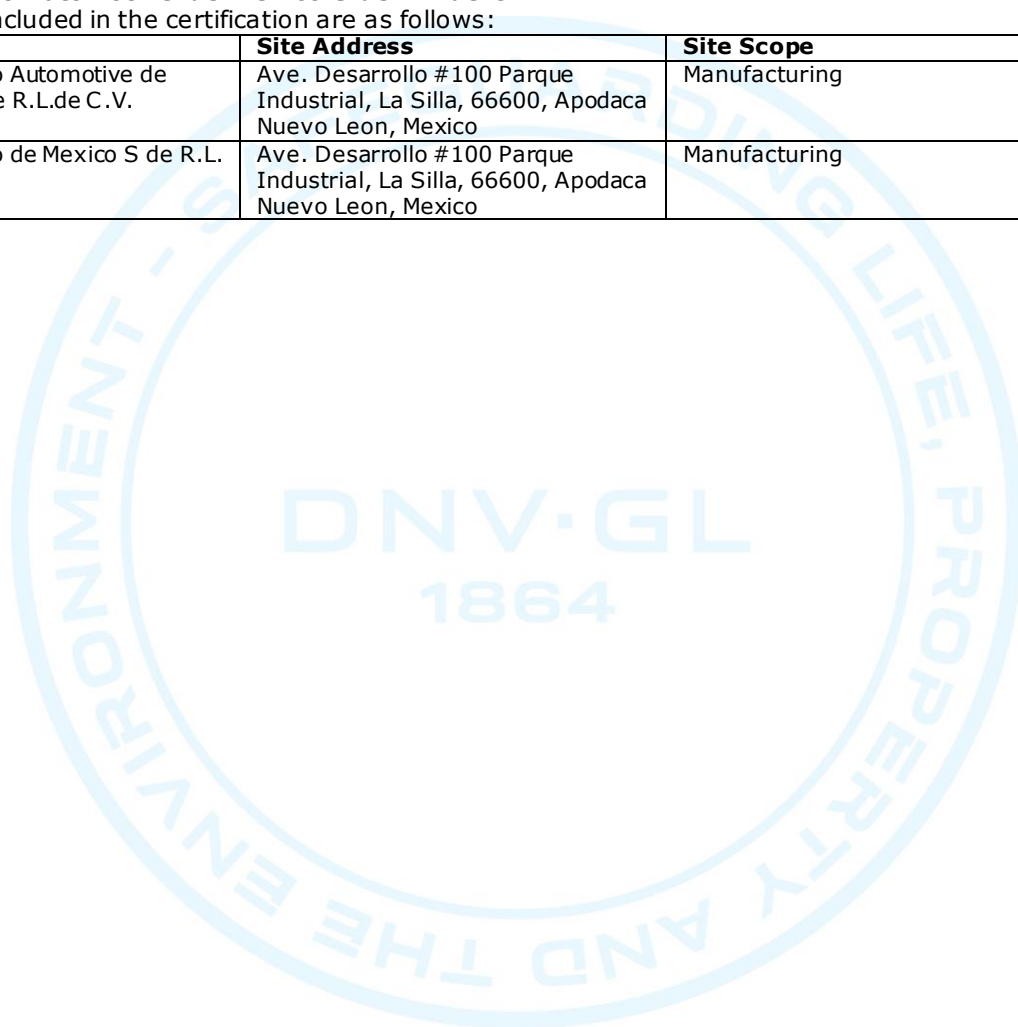 ncluded in the certification are as follows:
Site Address Site Scope
Automotive de Ave. Desarrollo #100 Parque Manufacturing
R.L.de C.V. Industrial, La Silla, 66600, Apodaca
Nuevo Leon, Mexico
de Mexico S de R.L. Ave. Desarrollo #100 Parque Manufacturing
Industrial, La Silla, 66600, Apodaca
Nuevo Leon, Mexico
DNV·GL
1864
SAFEGUARDING LIFE, PROPERTY AND THE ENVIRONMENT -